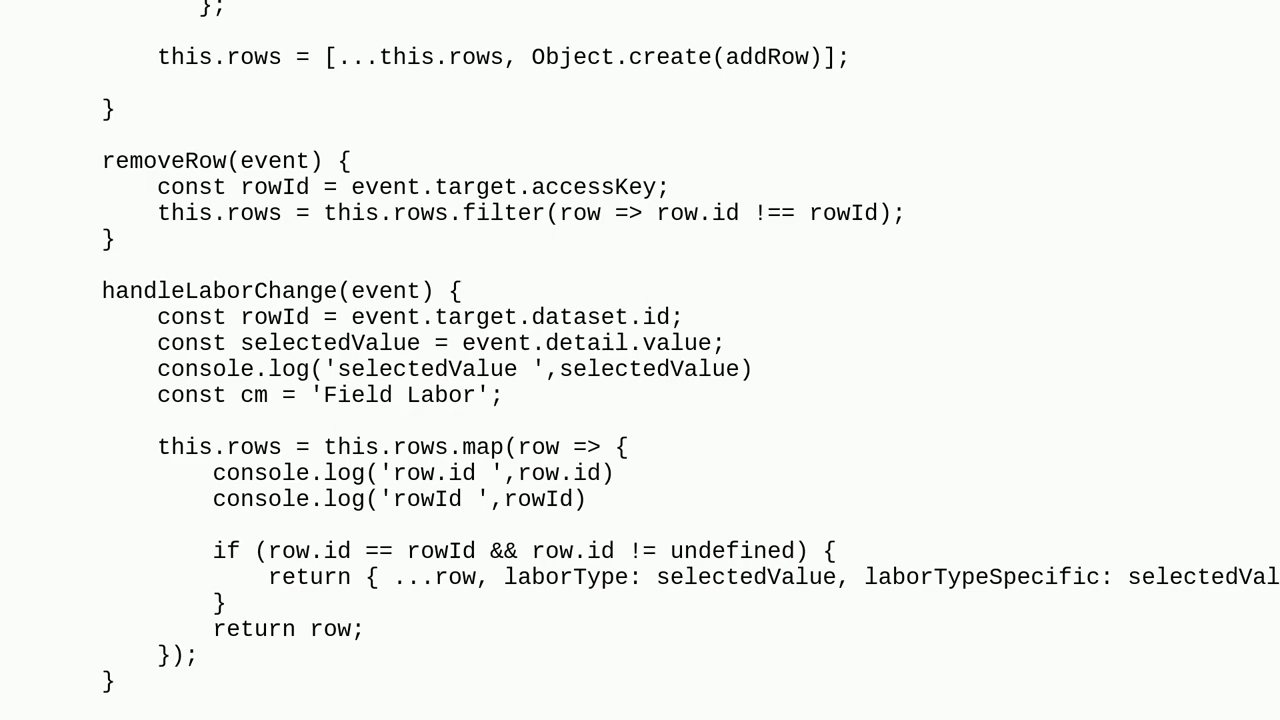 };
this.rows = [...this.rows, Object.create(addRow)];
}
removeRow(event) {
const rowId = event.target.accessKey;
this.rows = this.rows.filter(row => row.id !== rowId);
}
handleLaborChange(event) {
const rowId = event.target.dataset.id;
const selectedValue = event.detail.value;
console.log('selectedValue ',selectedValue)
const cm = 'Field Labor';
this.rows = this.rows.map(row => {
console.log('row.id ',row.id)
console.log('rowId ',rowId)
if (row.id == rowId && row.id != undefined) {
return { ...row, laborType: selectedValue, laborTypeSpecific: selectedVal
}
return row;
});
}